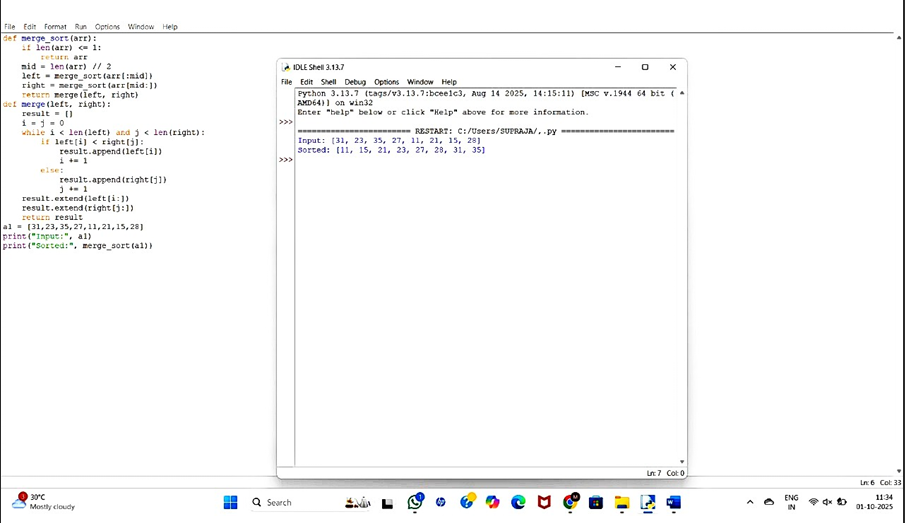 File Edit Format Run Options Window Help
def merge_sort(arr):
    if len(arr) <= 1:
        return arr
    mid = len(arr) // 2
    left = merge_sort(arr[:mid])
    right = merge_sort(arr[mid:])
    return merge(left, right)
def merge(left, right):
    result = []
    i = j = 0
    while i < len(left) and j < len(right):
        if left[i] < right[j]:
            result.append(left[i])
            i += 1
        else:
            result.append(right[j])
            j += 1
    result.extend(left[i:])
    result.extend(right[j:])
    return result
a1 = [31,23,35,27,11,21,15,28]
print("Input:", a1)
print("Sorted:", merge_sort(a1))
IDLE Shell 3.13.7
File Edit Shell Debug Options Window Help
Python 3.13.7 (tags/v3.13.7:bcee1c3, Aug 14 2025, 14:15:11) [MSC v.1944 64 bit (
AMD64)] on win32
Enter "help" below or click "Help" above for more information.
>>>
======================= RESTART: C:/Users/SUPRAJA/,.py =======================
Input: [31, 23, 35, 27, 11, 21, 15, 28]
Sorted: [11, 15, 21, 23, 27, 28, 31, 35]
>>>
Ln: 7 Col: 0
Ln: 6 Col: 33
30°C
Mostly cloudy
Search
ENG
IN
11:34
01-10-2025